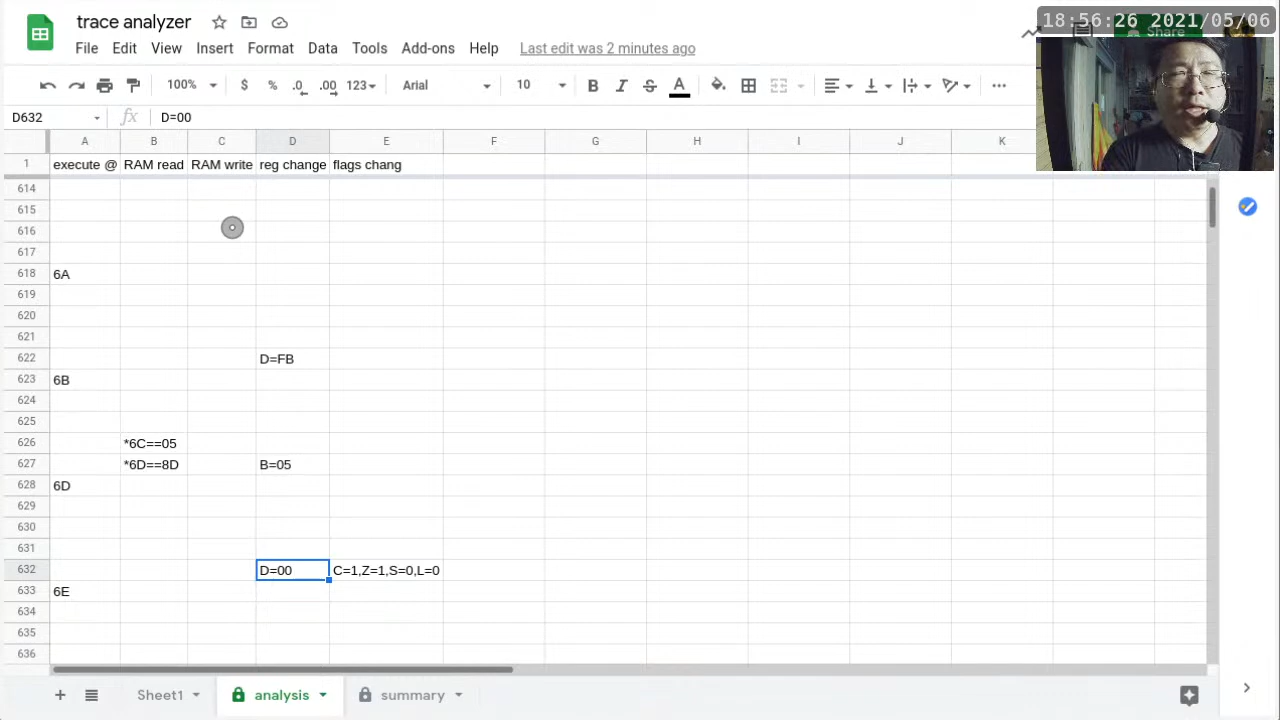 18:56:26 2021/05/06
trace analyzer
Share
File Edit View Insert Format Data Tools Add-ons Help Last edit was 2 minutes ago
100% $ % .0 .00 123 Arial 10 B I S A
D632 fx D=00
A B C D E F G H I J K
1 execute @ RAM read RAM write reg change flags chang
614
615
616
617
618 6A
619
620
621
622 D=FB
623 6B
624
625
626 *6C==05
627 *6D==8D B=05
628 6D
629
630
631
632 D=00 C=1,Z=1,S=0,L=0
633 6E
634
635
636
Sheet1 analysis summary